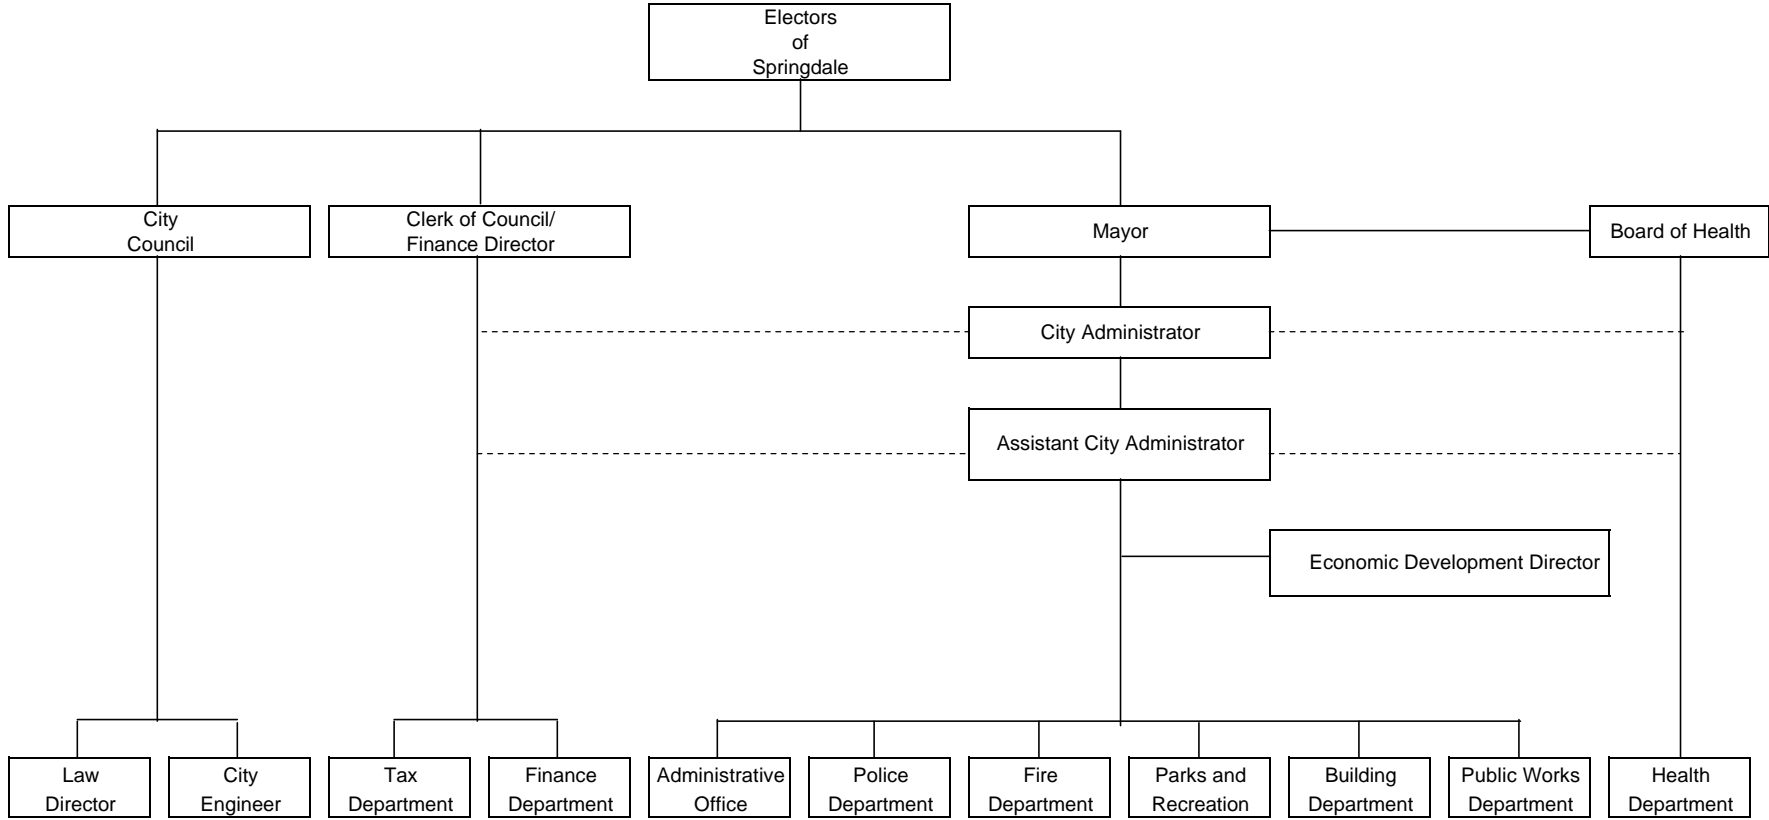 Electors
of
Springdale
City
Council
Clerk of Council/
Finance Director
Mayor
Board of Health
City Administrator
Assistant City Administrator
Economic Development Director
Law
Director
City
Engineer
Tax
Department
Finance
Department
Administrative
Office
Police
Department
Fire
Department
Parks and
Recreation
Building
Department
Public Works
Department
Health
Department